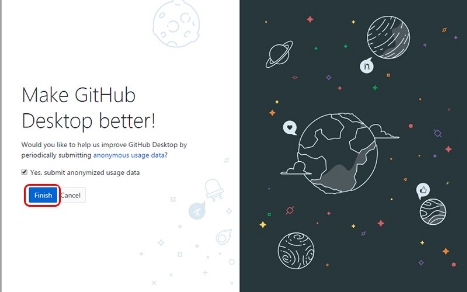 Make GitHub
Desktop better!
Would you like to help us improve GitHub Desktop by
periodically submitting anonymous usage data?
Yes, submit anonymized usage data
Finish Cancel